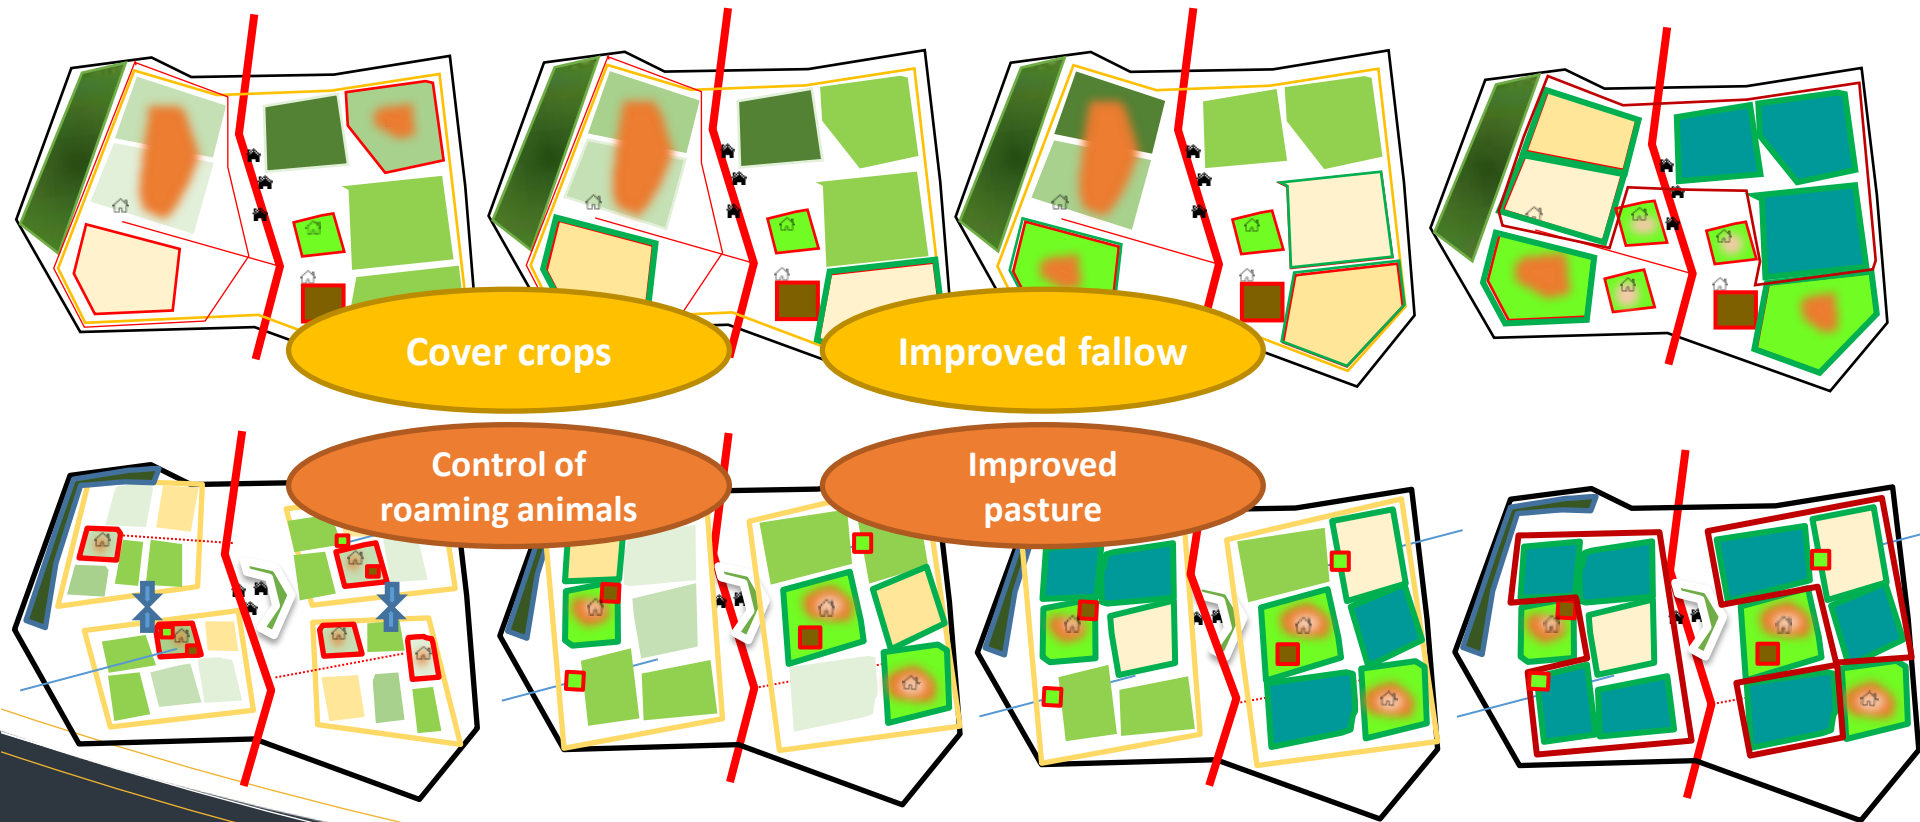 Cover crops
Improved fallow
Control of
roaming animals
Improved
pasture